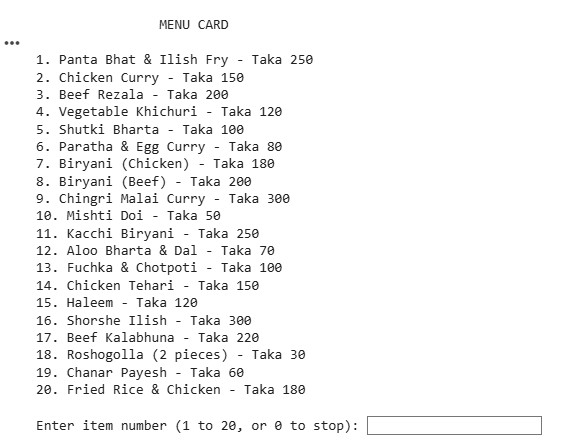 MENU CARD
1. Panta Bhat & Ilish Fry - Taka 250
2. Chicken Curry - Taka 150
3. Beef Rezala - Taka 200
4. Vegetable Khichuri - Taka 120
5. Shutki Bharta - Taka 100
6. Paratha & Egg Curry - Taka 80
7. Biryani (Chicken) - Taka 180
8. Biryani (Beef) - Taka 200
9. Chingri Malai Curry - Taka 300
10. Mishti Doi - Taka 50
11. Kacchi Biryani - Taka 250
12. Aloo Bharta & Dal - Taka 70
13. Fuchka & Chotpoti - Taka 100
14. Chicken Tehari - Taka 150
15. Haleem - Taka 120
16. Shorshe Ilish - Taka 300
17. Beef Kalabhuna - Taka 220
18. Roshogolla (2 pieces) - Taka 30
19. Chanar Payesh - Taka 60
20. Fried Rice & Chicken - Taka 180
Enter item number (1 to 20, or 0 to stop):